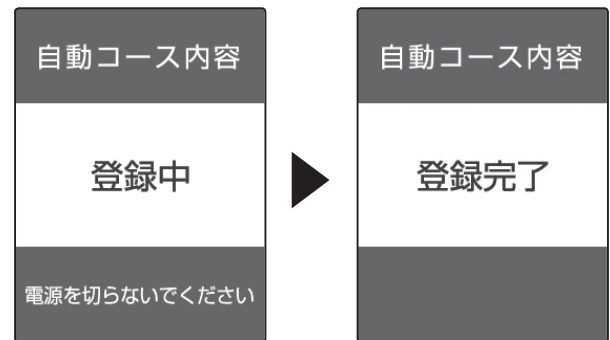 自動コース内容
登録中
電源を切らないでください
自動コース内容
登録完了